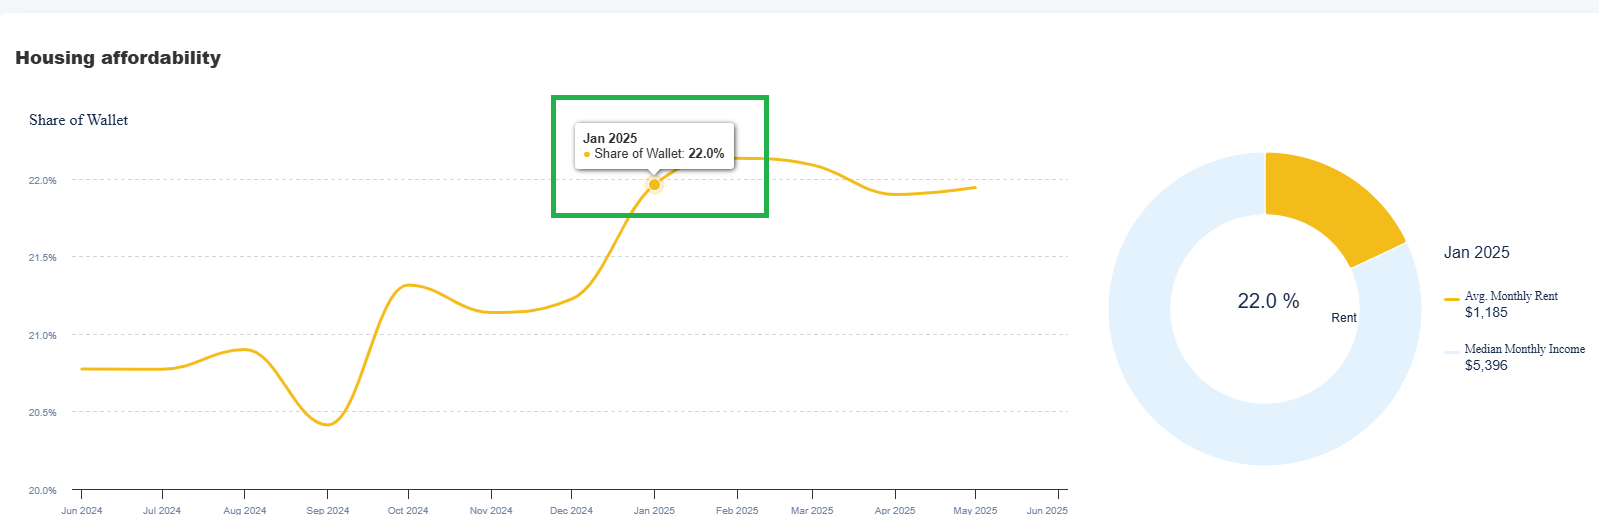 Housing affordability
Share of Wallet
Jan 2025
Share of Wallet: 22.0%
22.0%
21.5%
21.0%
20.5%
20.0%
Jun 2024 Jul 2024 Aug 2024 Sep 2024 Oct 2024 Nov 2024 Dec 2024 Jan 2025 Feb 2025 Mar 2025 Apr 2025 May 2025 Jun 2025
22.0 %
Rent
Jan 2025
Avg. Monthly Rent
$1,185
Median Monthly Income
$5,396